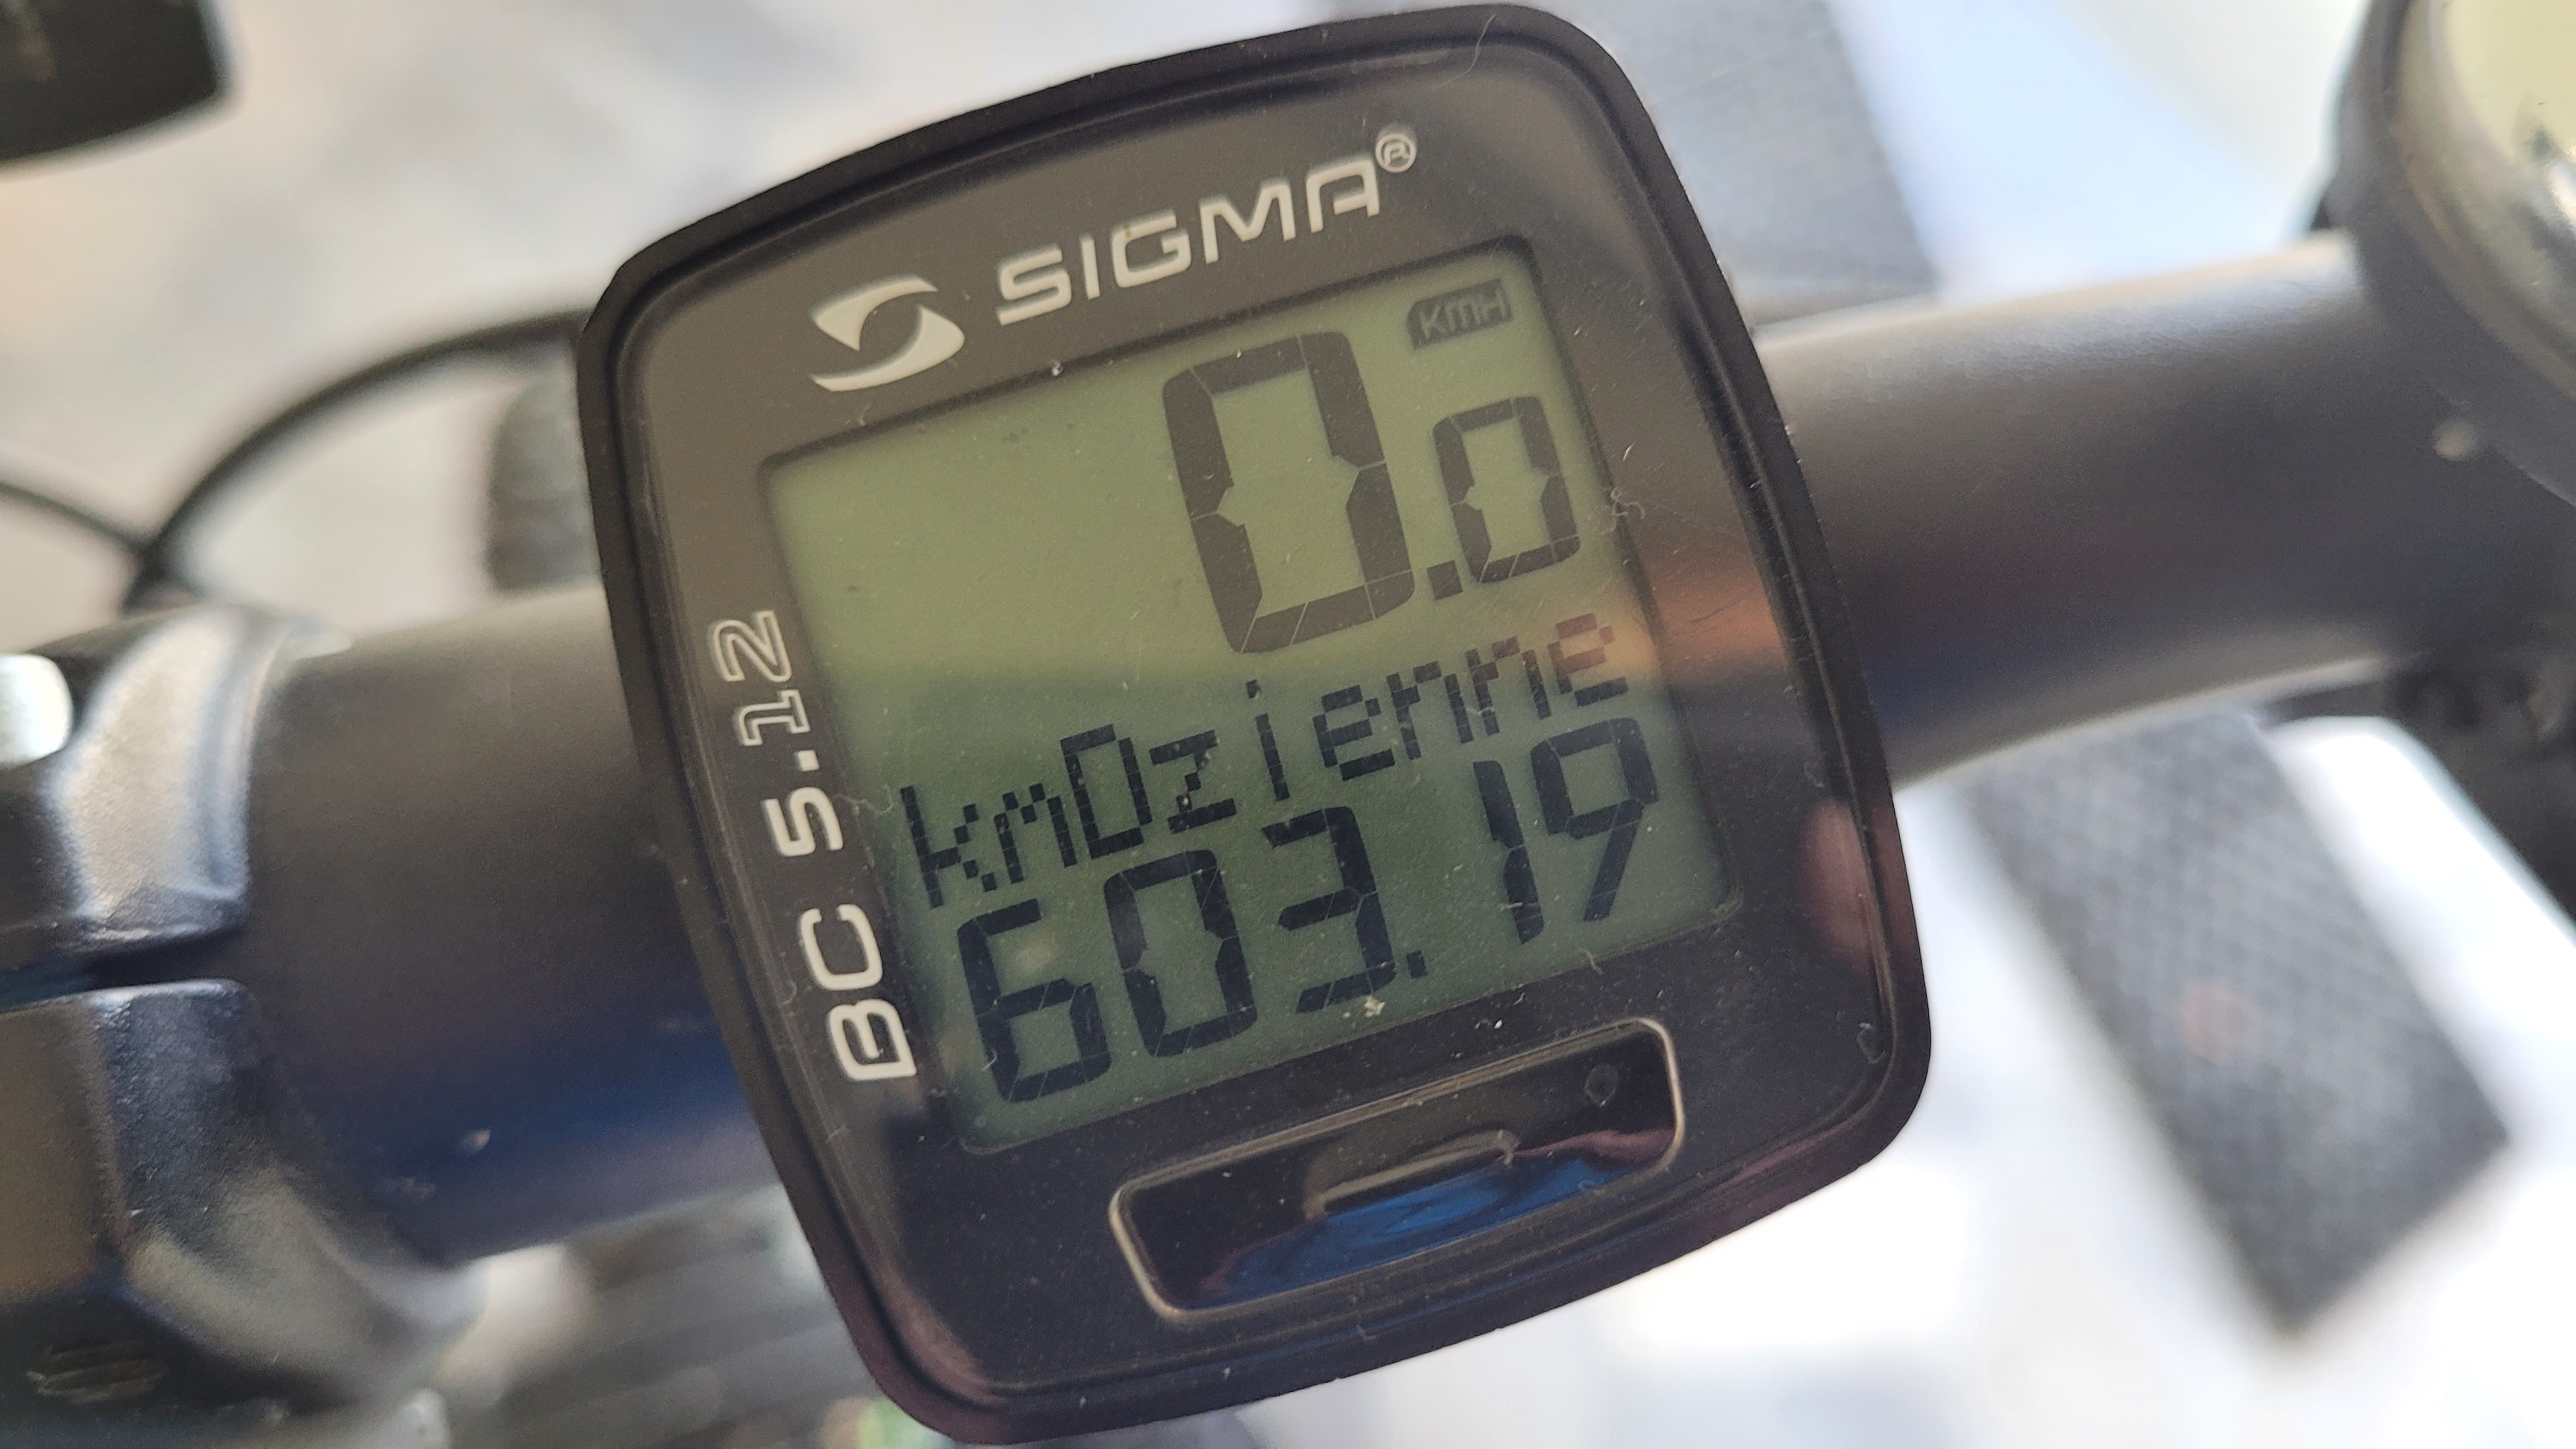 SIGMA®
KMH
0.0
kmDzienne
603.19
BC 5.12